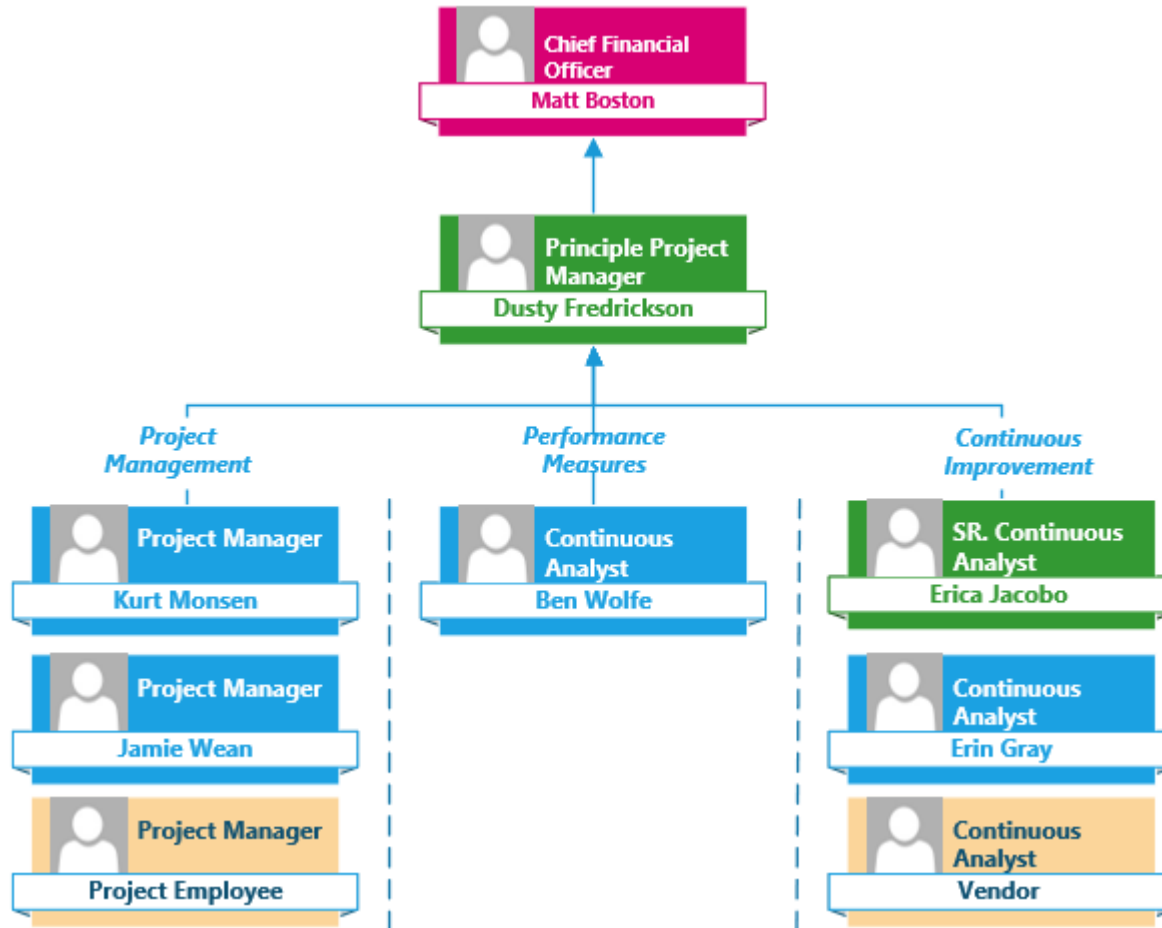 Chief Financial
Officer
Matt Boston
Principle Project
Manager
Dusty Fredrickson
Project
Management
Performance
Measures
Continuous
Improvement
Project Manager
Kurt Monsen
Continuous
Analyst
Ben Wolfe
SR. Continuous
Analyst
Erica Jacobo
Project Manager
Jamie Wean
Continuous
Analyst
Erin Gray
Project Manager
Project Employee
Continuous
Analyst
Vendor